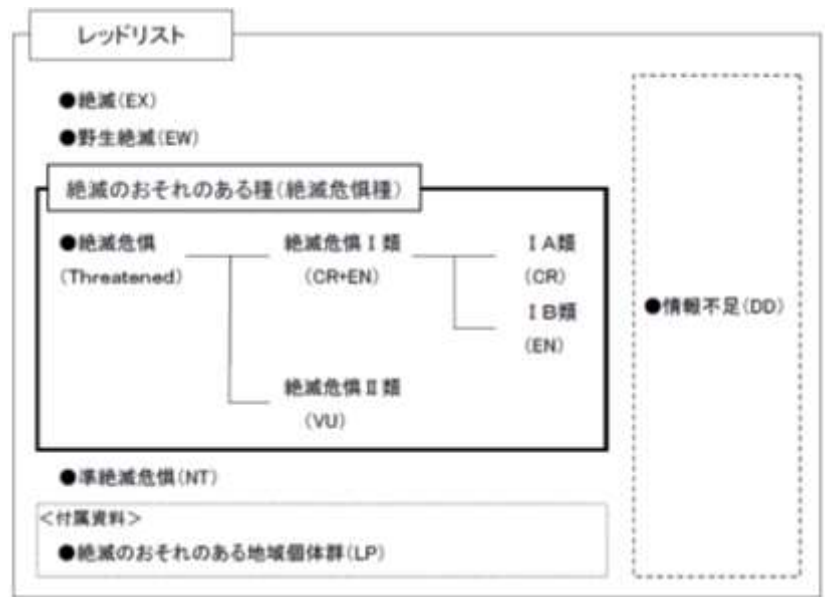 レッドリスト
●絶滅(EX)
●野生絶滅(EW)
絶滅のおそれのある種(絶滅危惧種)
●絶滅危惧 絶滅危惧Ⅰ類 ⅠA類
(Threatened) (CR+EN) (CR)
ⅠB類
(EN)
絶滅危惧Ⅱ類
(VU)
●情報不足(DD)
●準絶滅危惧(NT)
<付属資料>
●絶滅のおそれのある地域個体群(LP)